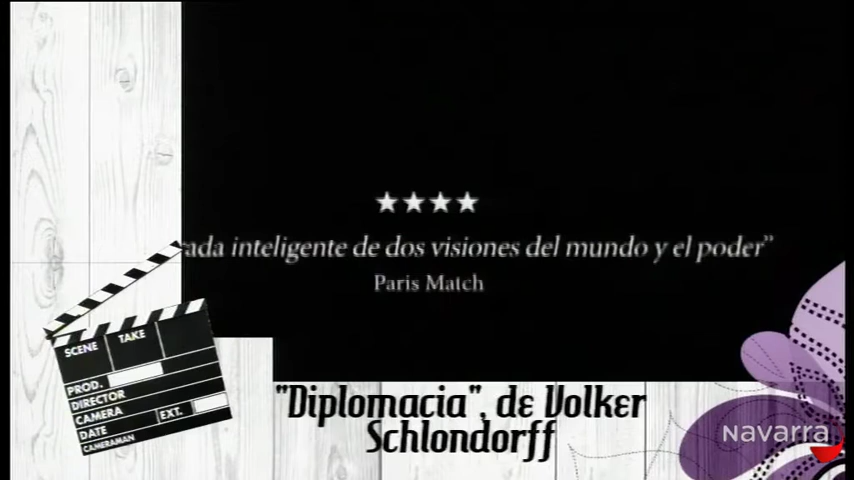 ★★★★
inteligente de dos visiones del mundo y el poder”
Paris Match
SCENE TAKE
PROD.
DIRECTOR
CAMERA
DATE EXT.
CAMERAMAN
"Diplomacia", de Volker
Schlondorff
NAVARRA